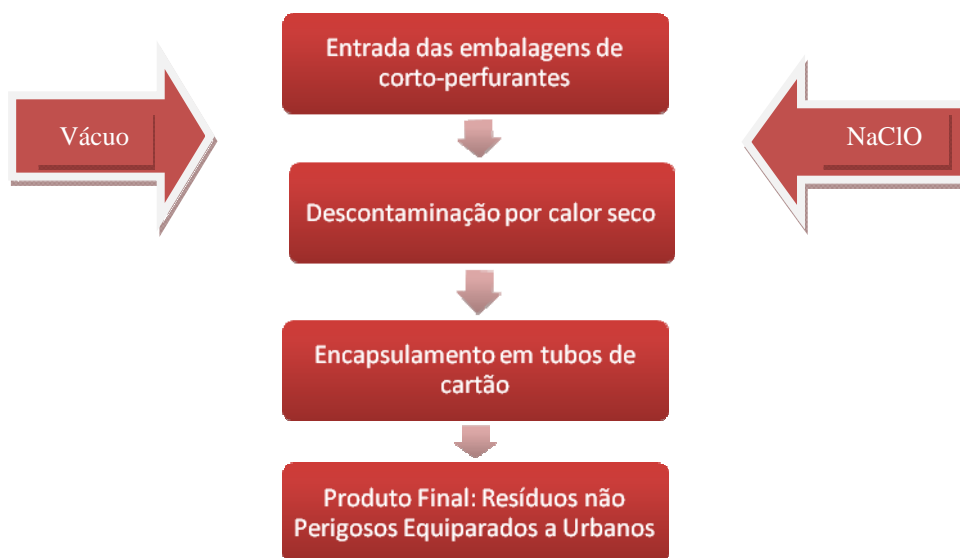 Entrada das embalagens de
corto-perfurantes
Vácuo
NaClO
Descontaminação por calor seco
Encapsulamento em tubos de
cartão
Produto Final: Resíduos não
Perigosos Equiparados a Urbanos